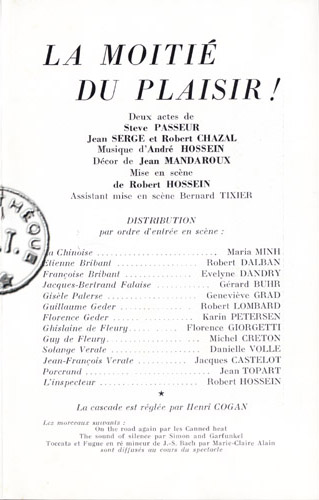 LA MOITIÉ
DU PLAISIR !
Deux actes de
Steve PASSEUR
Jean SERGE et Robert CHAZAL
Musique d'André HOSSEIN
Décor de Jean MANDAROUX
Mise en scène
de Robert HOSSEIN
Assistant mise en scène Bernard TIXIER
DISTRIBUTION
par ordre d'entrée en scène :
La Chinoise ........................ Maria MINH
Etienne Bribant ........................ Robert DALBAN
Françoise Bribant ........................ Evelyne DANDRY
Jacques-Bertrand Falaise ............ Gérard BUHR
Gisèle Palerse ........................ Geneviève GRAD
Guillaume Geder ................ Robert LOMBARD
Florence Geder ................ Karin PETERSEN
Ghislaine de Fleury ............ Florence GIORGETTI
Guy de Fleury ........................ Michel CRETON
Solange Verate ........................ Danielle VOLLE
Jean-François Verate ............ Jacques CASTELOT
Porcrand ........................ Jean TOPART
L'inspecteur ........................ Robert HOSSEIN
La cascade est réglée par Henri COGAN
Les morceaux suivants :
On the road again par les Canned heat
The sound of silence par Simon and Garfunkel
Toccata et Fugue en ré mineur de J.-S. Bach par Marie-Claire Alain
sont diffusés au cours du spectacle